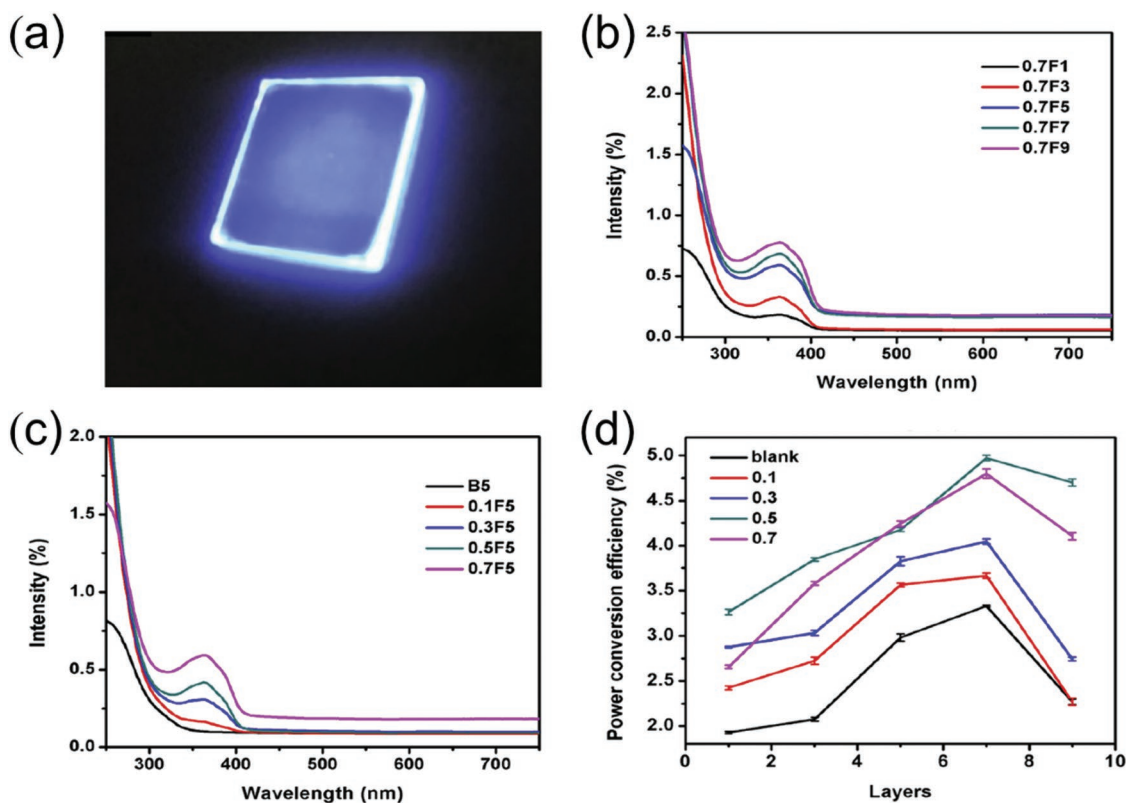 (a)
(b)
2.5
2.0
1.5
1.0
0.5
0.0
Intensity (%)
0.7F1
0.7F3
0.7F5
0.7F7
0.7F9
300
400
500
600
700
Wavelength (nm)
(c)
2.0
1.5
1.0
0.5
0.0
Intensity (%)
B5
0.1F5
0.3F5
0.5F5
0.7F5
300
400
500
600
700
Wavelength (nm)
(d)
5.0
4.5
4.0
3.5
3.0
2.5
2.0
Power conversion efficiency (%)
blank
0.1
0.3
0.5
0.7
0
2
4
6
8
10
Layers